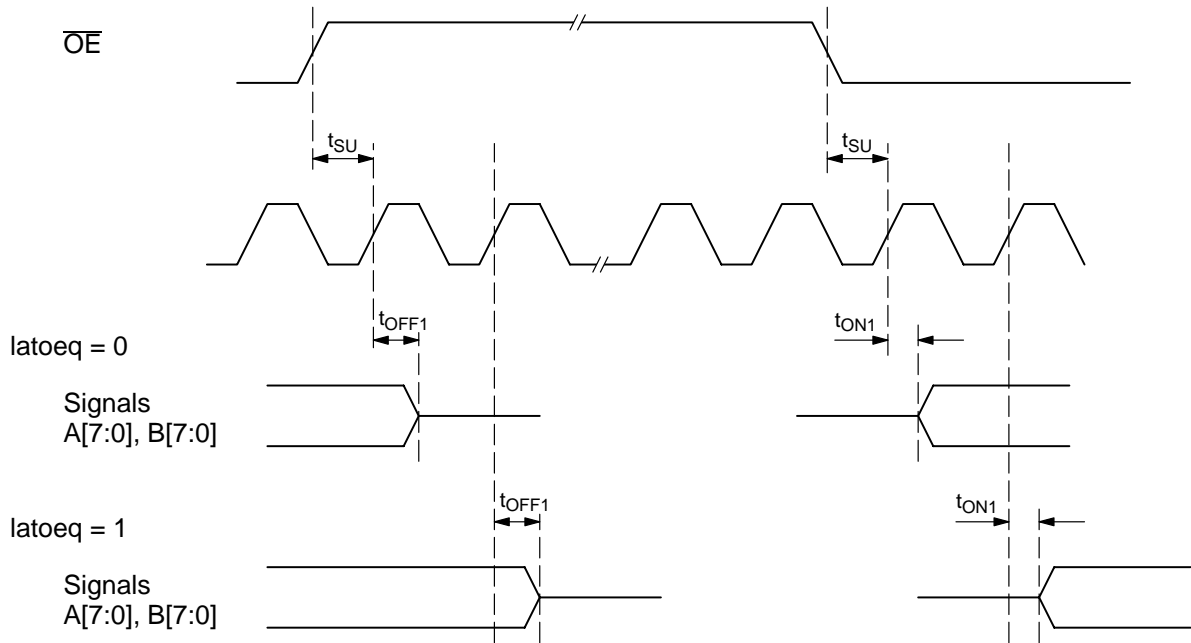 OE
tSU
tSU
tOFF1
tON1
latoeq = 0
Signals
A[7:0], B[7:0]
tOFF1
tON1
latoeq = 1
Signals
A[7:0], B[7:0]